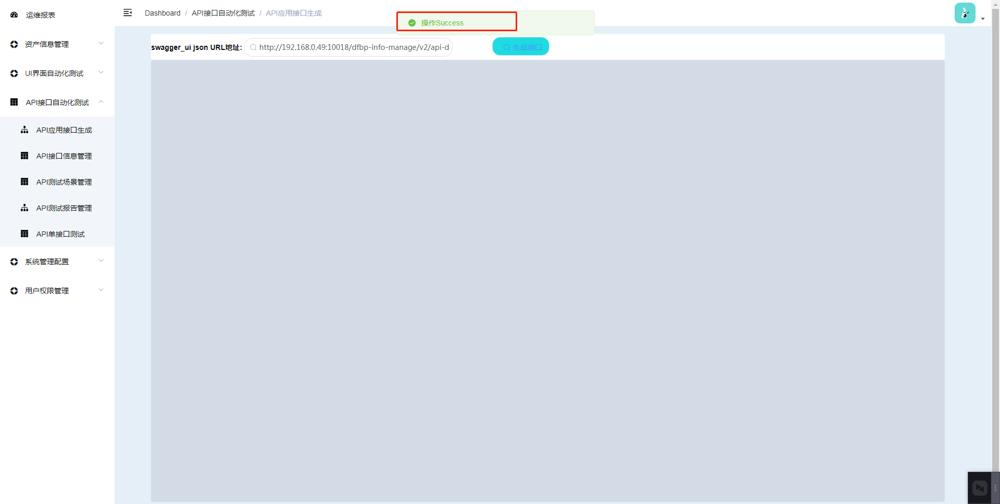 运维报表
资产信息管理
UI界面自动化测试
API接口自动化测试
API应用接口生成
API接口信息管理
API测试场景管理
API测试报告管理
API单接口测试
系统管理配置
用户权限管理
Dashboard / API接口自动化测试 / API应用接口生成
操作Success
swagger_ui json URL地址: http://192.168.0.49:10018/dfbp-info-manage/v2/api-d 生成接口